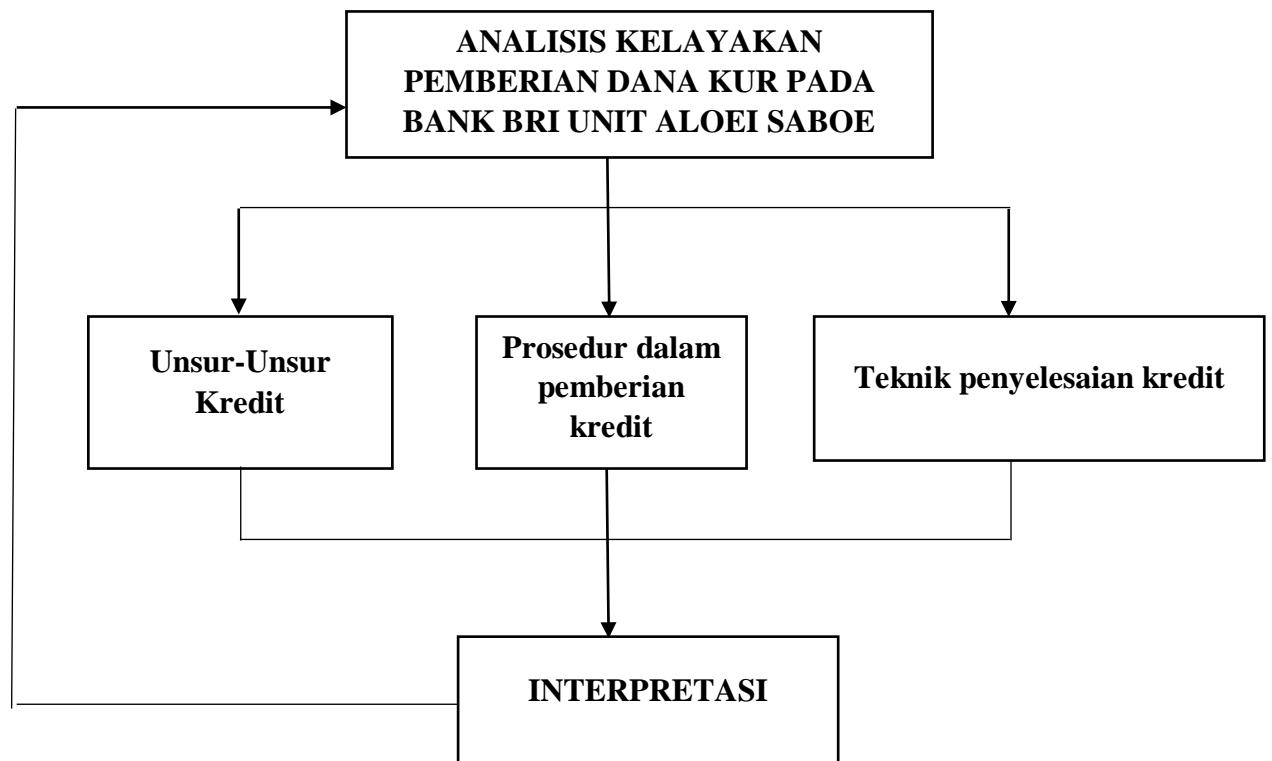 ANALISIS KELAYAKAN
PEMBERIAN DANA KUR PADA
BANK BRI UNIT ALOEI SABOE
Unsur-Unsur
Kredit
Prosedur dalam
pemberian
kredit
Teknik penyelesaian kredit
INTERPRETASI